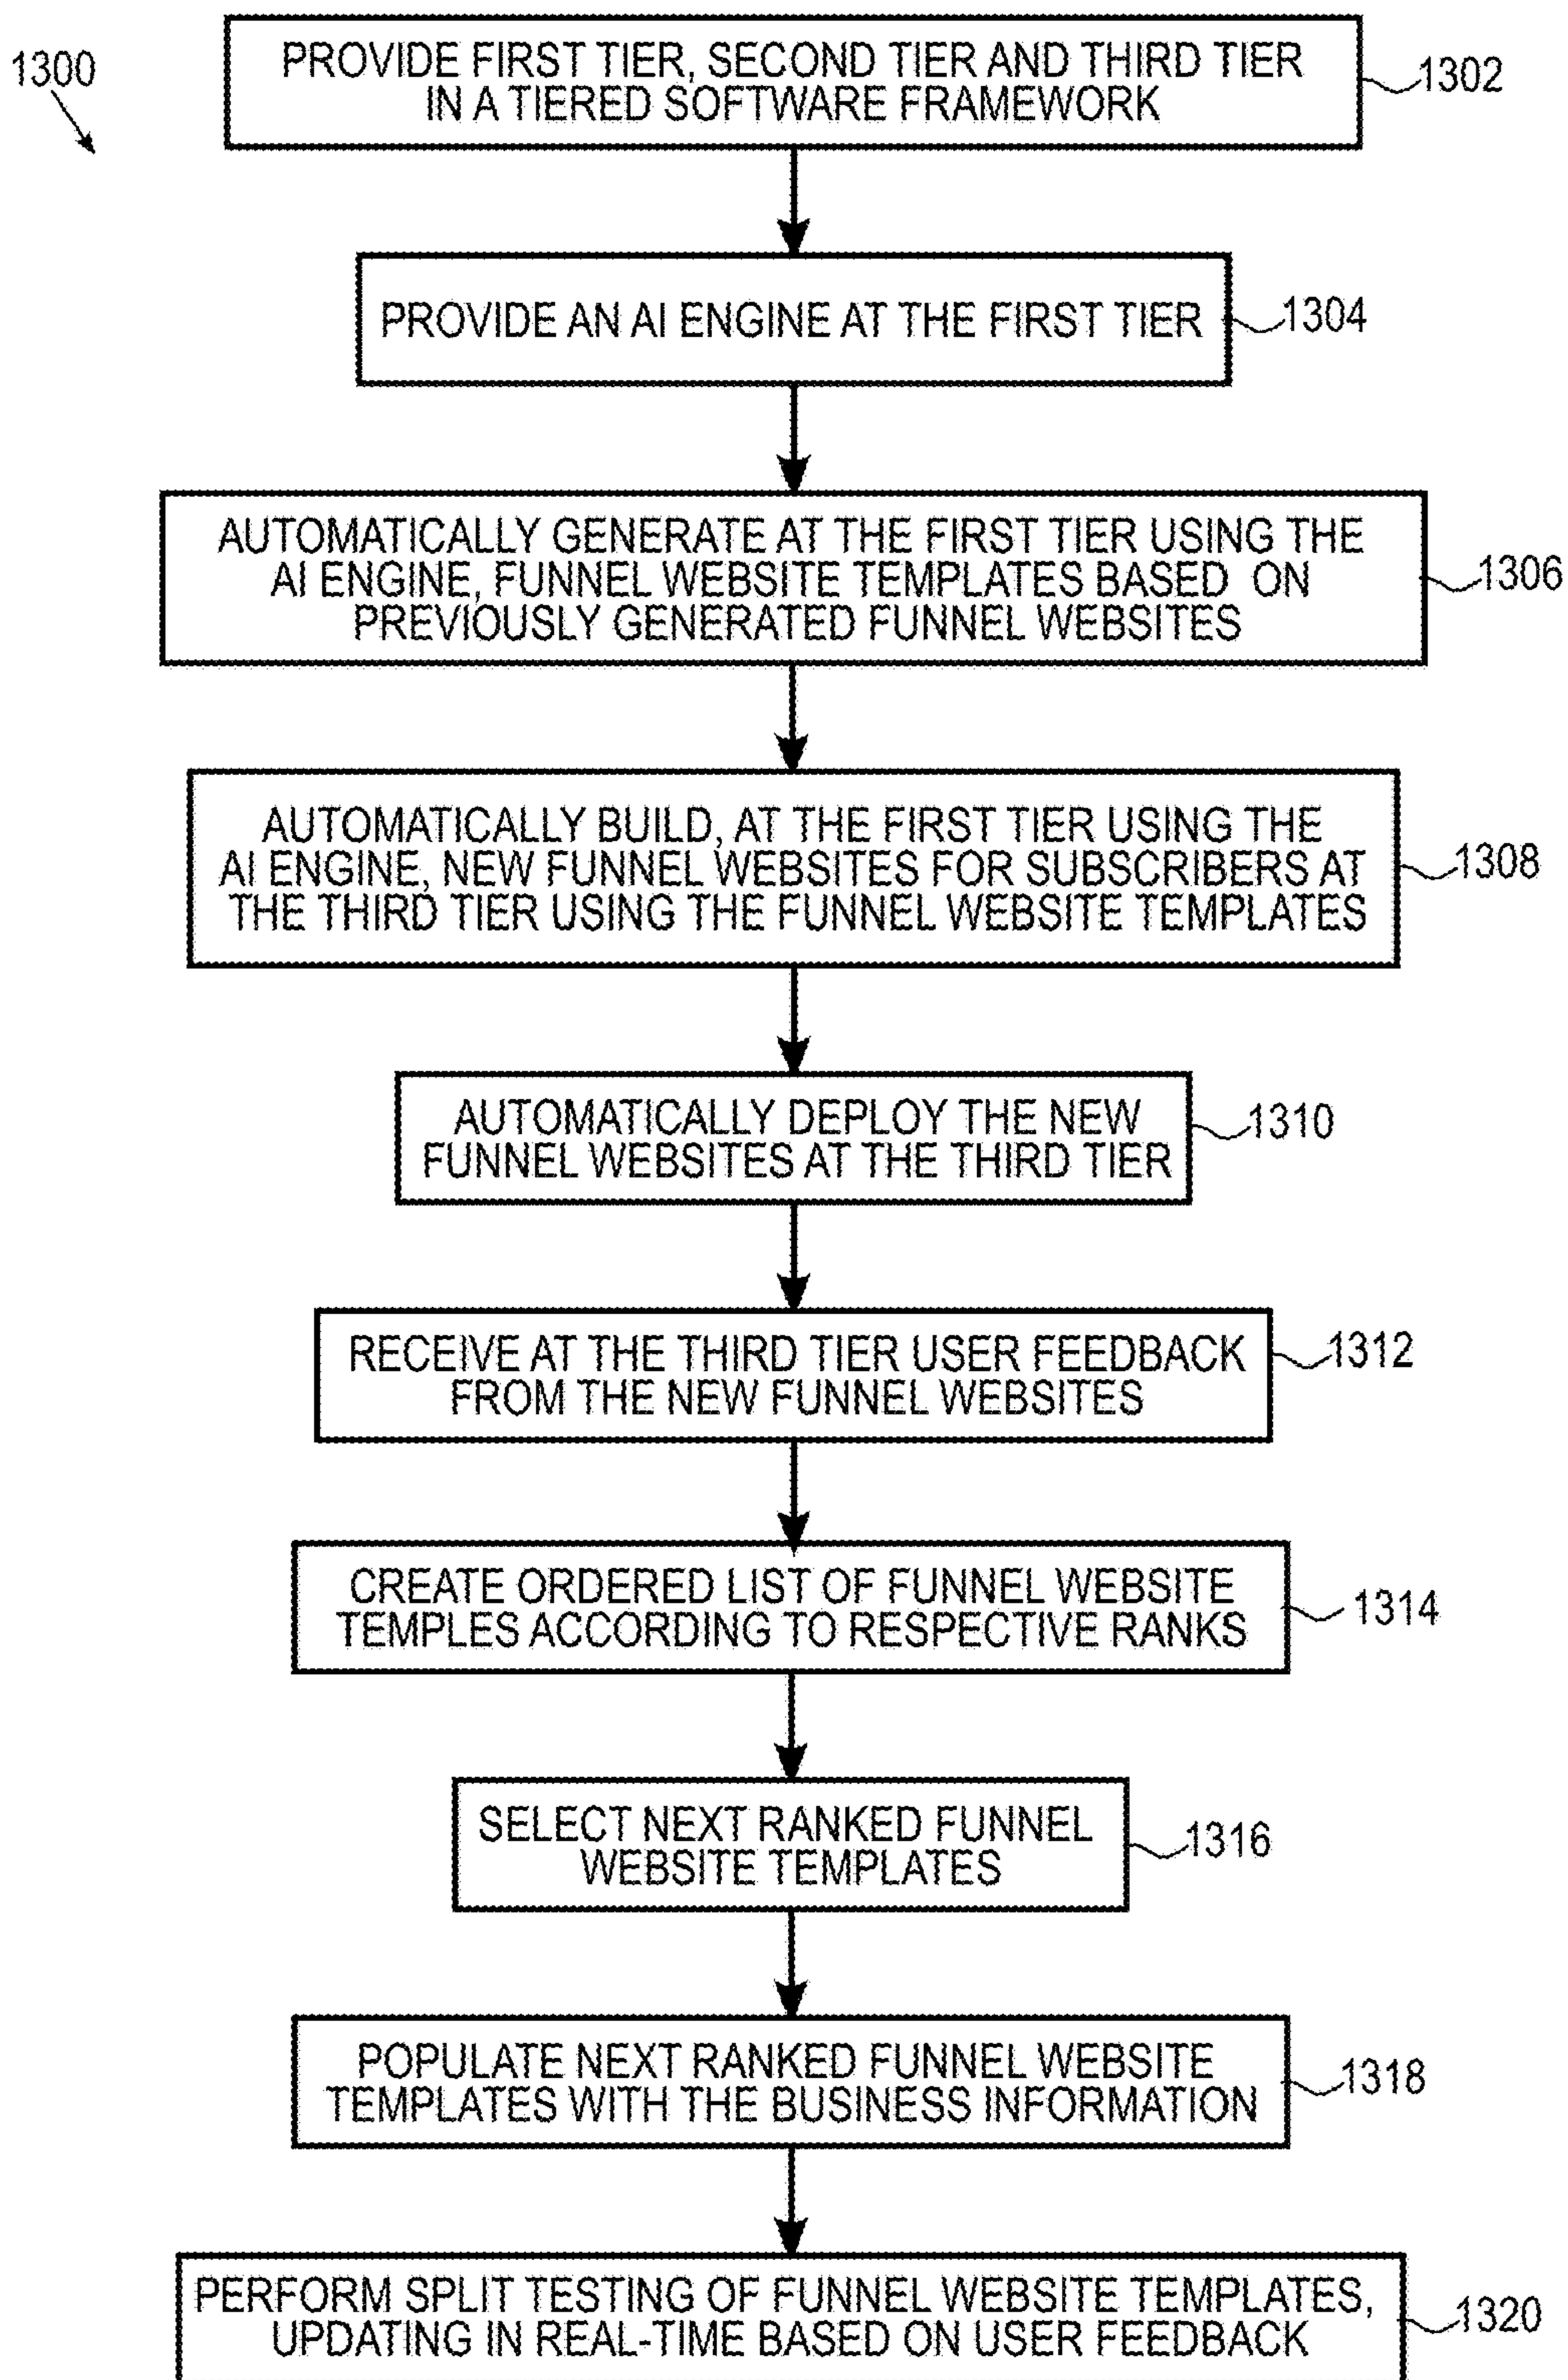 1300
PROVIDE FIRST TIER, SECOND TIER AND THIRD TIER
IN A TIERED SOFTWARE FRAMEWORK
1302
PROVIDE AN AI ENGINE AT THE FIRST TIER
1304
AUTOMATICALLY GENERATE AT THE FIRST TIER USING THE
AI ENGINE, FUNNEL WEBSITE TEMPLATES BASED ON
PREVIOUSLY GENERATED FUNNEL WEBSITES
1306
AUTOMATICALLY BUILD, AT THE FIRST TIER USING THE
AI ENGINE, NEW FUNNEL WEBSITES FOR SUBSCRIBERS AT
THE THIRD TIER USING THE FUNNEL WEBSITE TEMPLATES
1308
AUTOMATICALLY DEPLOY THE NEW
FUNNEL WEBSITES AT THE THIRD TIER
1310
RECEIVE AT THE THIRD TIER USER FEEDBACK
FROM THE NEW FUNNEL WEBSITES
1312
CREATE ORDERED LIST OF FUNNEL WEBSITE
TEMPLES ACCORDING TO RESPECTIVE RANKS
1314
SELECT NEXT RANKED FUNNEL
WEBSITE TEMPLATES
1316
POPULATE NEXT RANKED FUNNEL WEBSITE
TEMPLATES WITH THE BUSINESS INFORMATION
1318
PERFORM SPLIT TESTING OF FUNNEL WEBSITE TEMPLATES,
UPDATING IN REAL-TIME BASED ON USER FEEDBACK
1320